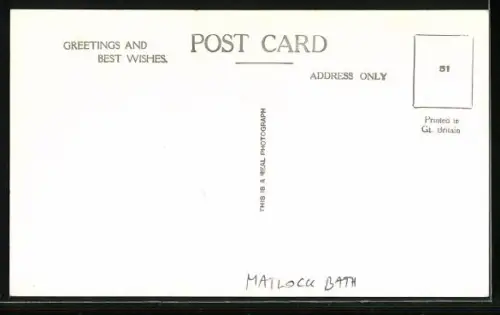 GREETINGS AND
BEST WISHES.
POST CARD
ADDRESS ONLY
51
Printed in
Gt. Britain
THIS IS A REAL PHOTOGRAPH
MATLOCK BATH